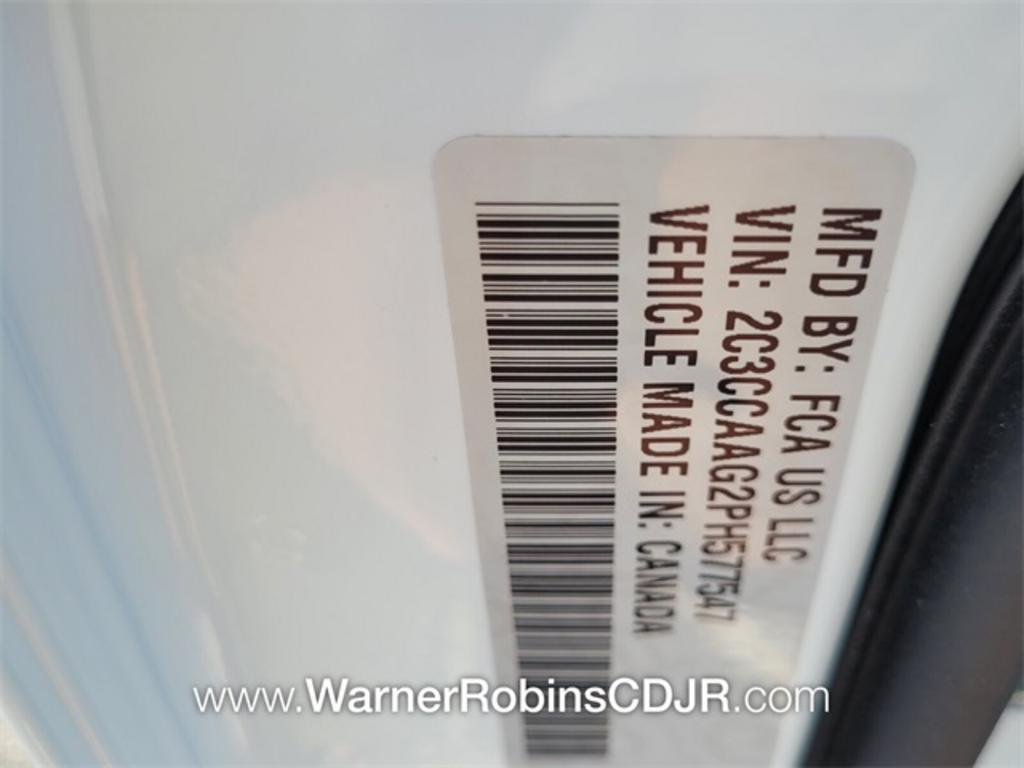 MFD BY: FCA US LLC
VIN: 2C3CCAAG2PH577547
VEHICLE MADE IN: CANADA
www.WarnerRobinsCDJR.com